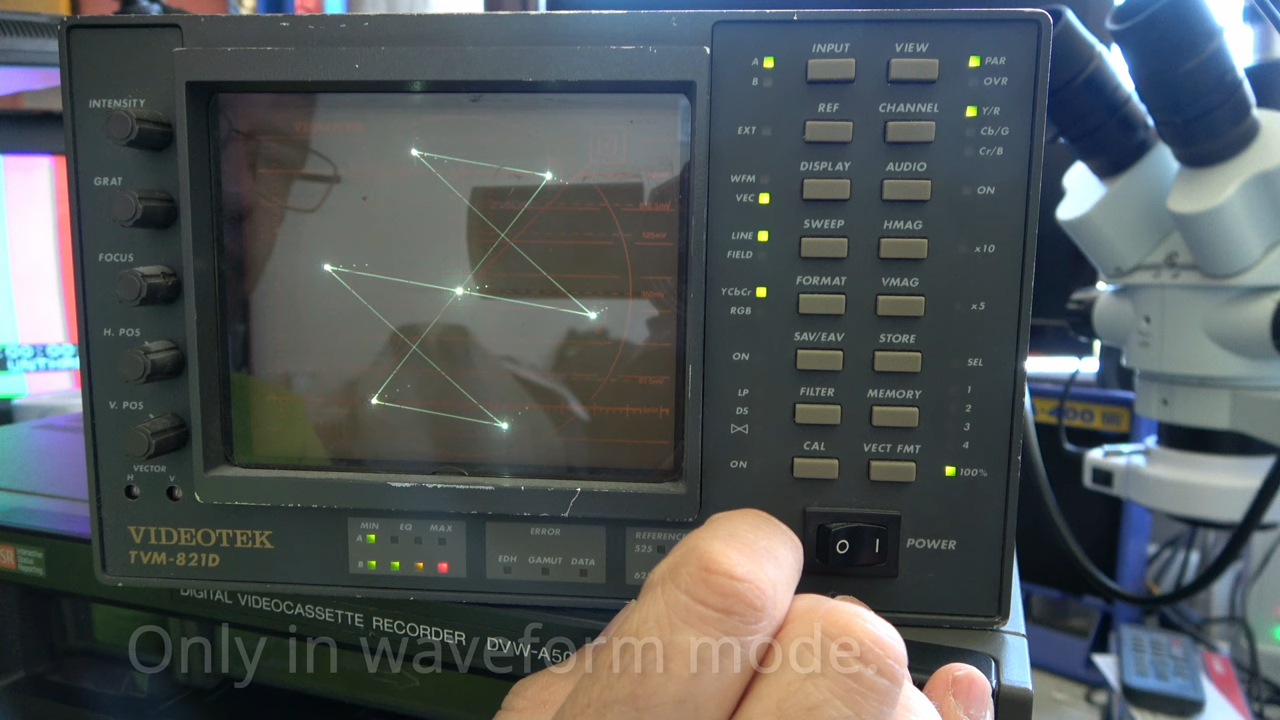 INTENSITY
GRAT
FOCUS
H. POS
V. POS
VECTOR
H V
VIDEOTEK
TVM-821D
MIN EQ MAX
A
B
ERROR
EDH GAMUT DATA
REFERENC
525
62
INPUT VIEW
A PAR
B OVR
REF CHANNEL
Y/R
EXT Cb/G
Cr/B
DISPLAY AUDIO
WFM
VEC ON
SWEEP HMAG
LINE
FIELD x10
FORMAT VMAG
YCbCr
RGB x5
SAV/EAV STORE
ON SEL
FILTER MEMORY
LP 1
DS 2
3
4
CAL VECT FMT
ON 100%
O I POWER
DIGITAL VIDEOCASSETTE RECORDER DVW-A50
Only in waveform mode.